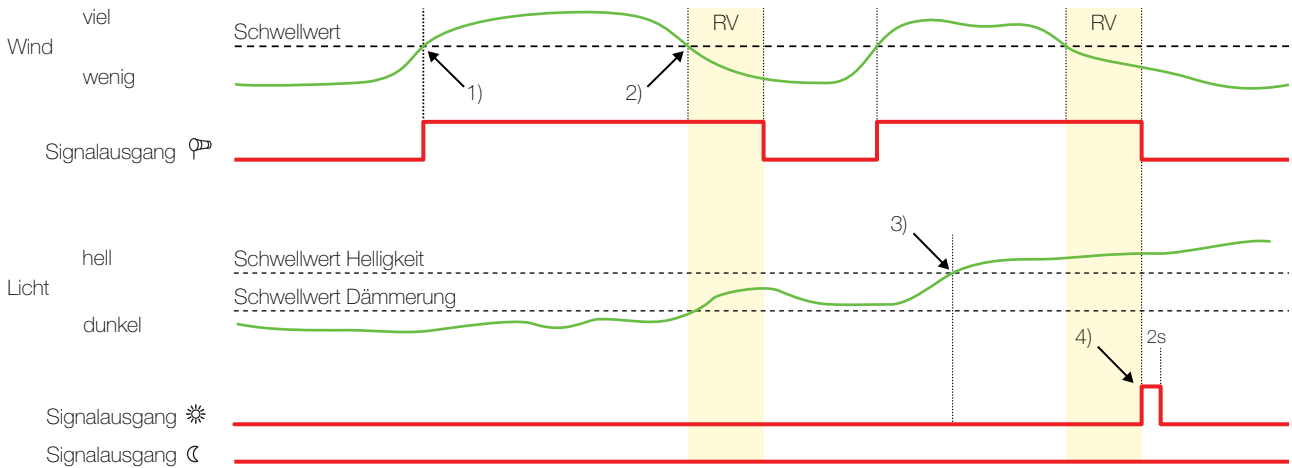 viel
Wind
Schwellwert
RV
RV
wenig
1)
2)
Signalausgang
3)
hell
Schwellwert Helligkeit
Licht
Schwellwert Dämmerung
dunkel
4)
2s
Signalausgang
Signalausgang